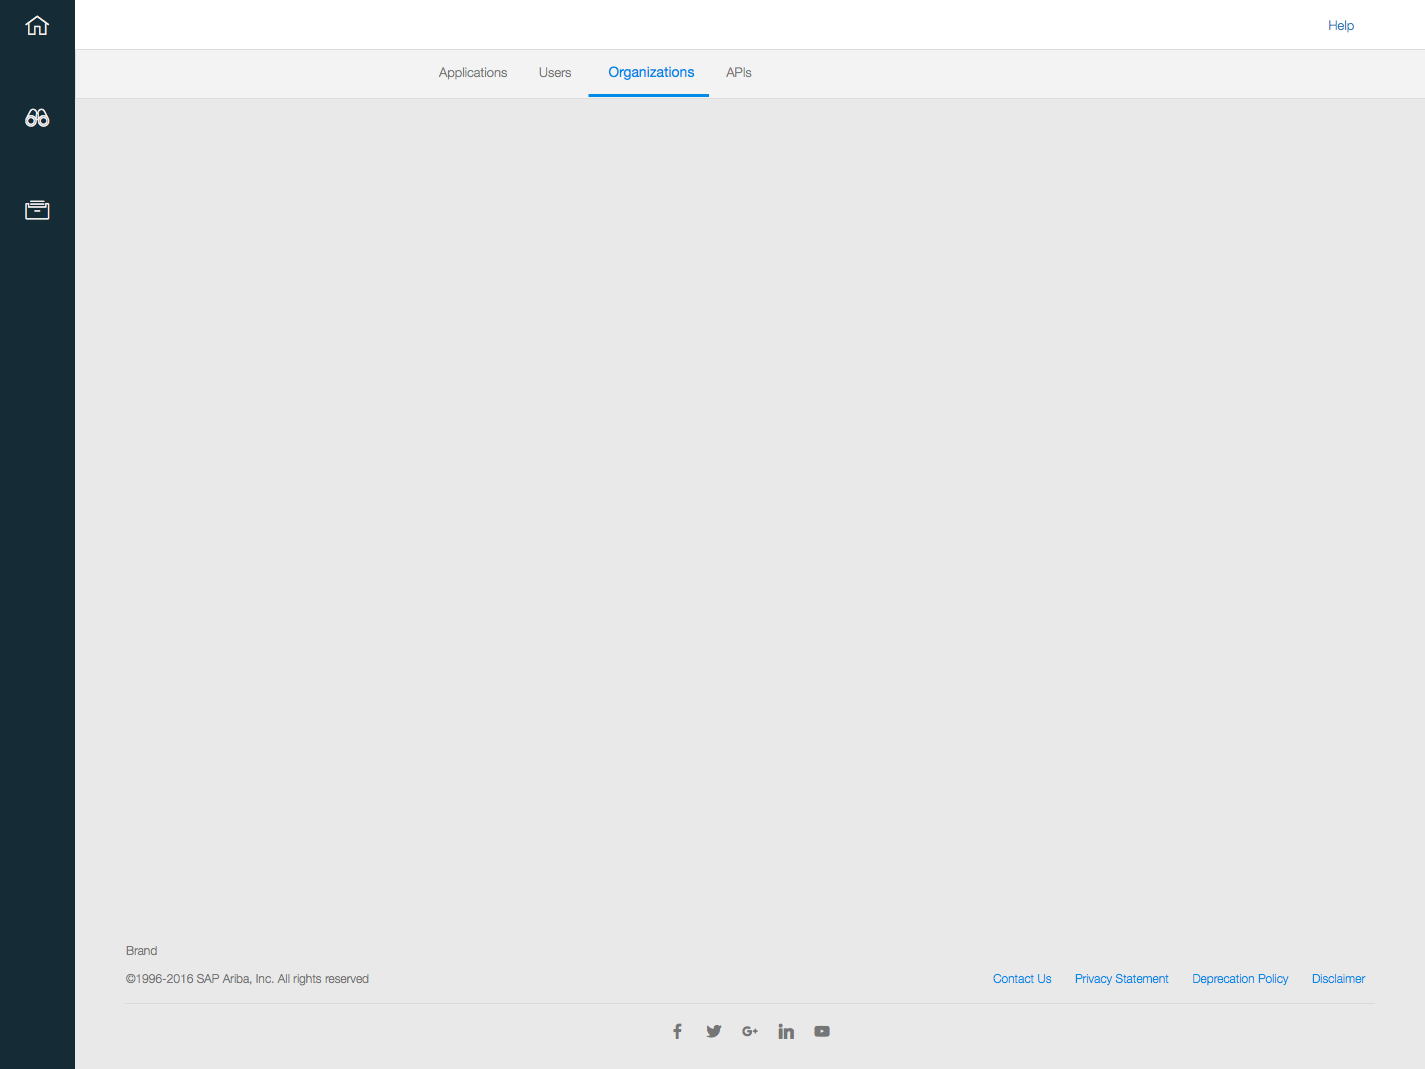 Help
Applications Users Organizations APIs
Brand
©1996-2016 SAP Ariba, Inc. All rights reserved Contact Us Privacy Statement Deprecation Policy Disclaimer